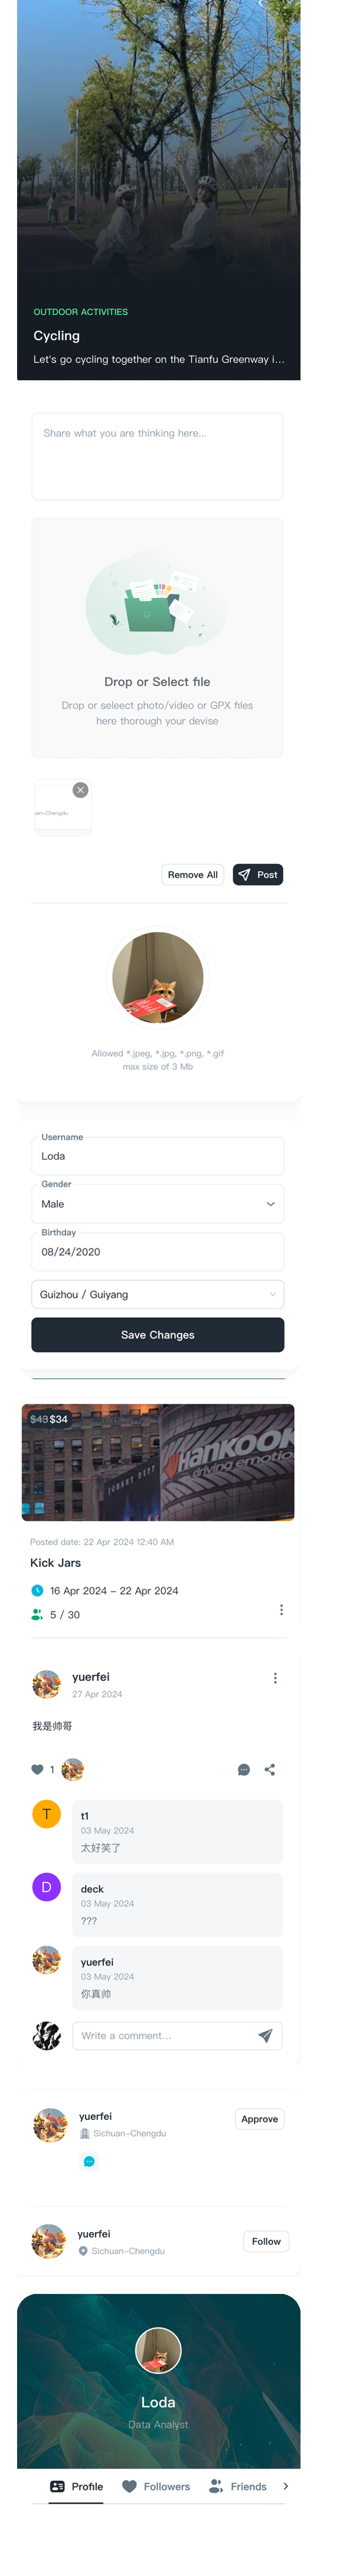 OUTDOOR ACTIVITIES
Cycling
Let's go cycling together on the Tianfu Greenway i...
Share what you are thinking here...
Drop or Select file
Drop or seleect photo/video or GPX files
here thorough your devise
an-Chengdu
Remove All
Post
Allowed *.jpeg, *.jpg, *.png, *.gif
max size of 3 Mb
Username
Loda
Gender
Male
Birthday
08/24/2020
Guizhou / Guiyang
Save Changes
$43 $34
HANKOOK
driving emotion
Posted date: 22 Apr 2024 12:40 AM
Kick Jars
16 Apr 2024 - 22 Apr 2024
5 / 30
yuerfei
27 Apr 2024
我是帅哥
1
T
t1
03 May 2024
太好笑了
D
deck
03 May 2024
???
yuerfei
03 May 2024
你真帅
Write a comment...
yuerfei
Approve
Sichuan-Chengdu
yuerfei
Follow
Sichuan-Chengdu
Loda
Data Analyst
Profile
Followers
Friends